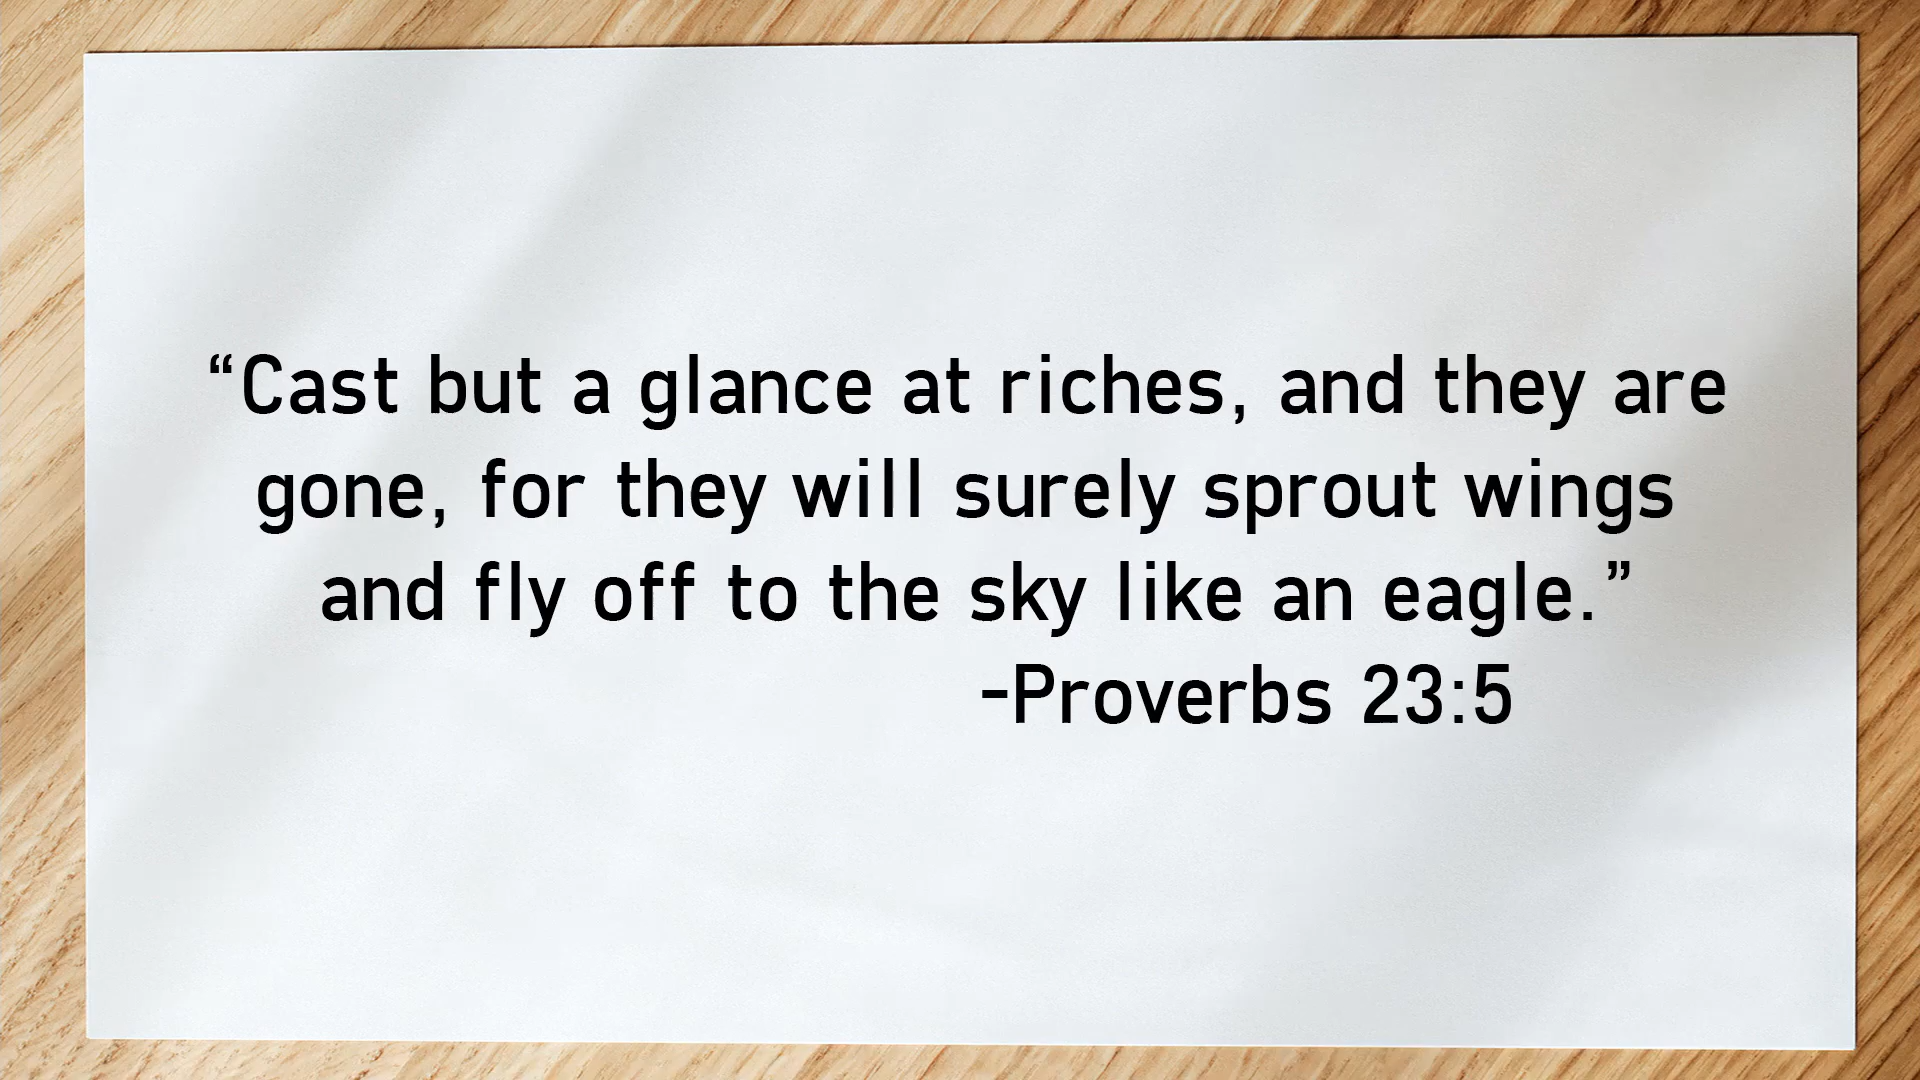 “Cast but a glance at riches, and they are
gone, for they will surely sprout wings
and fly off to the sky like an eagle.”
-Proverbs 23:5